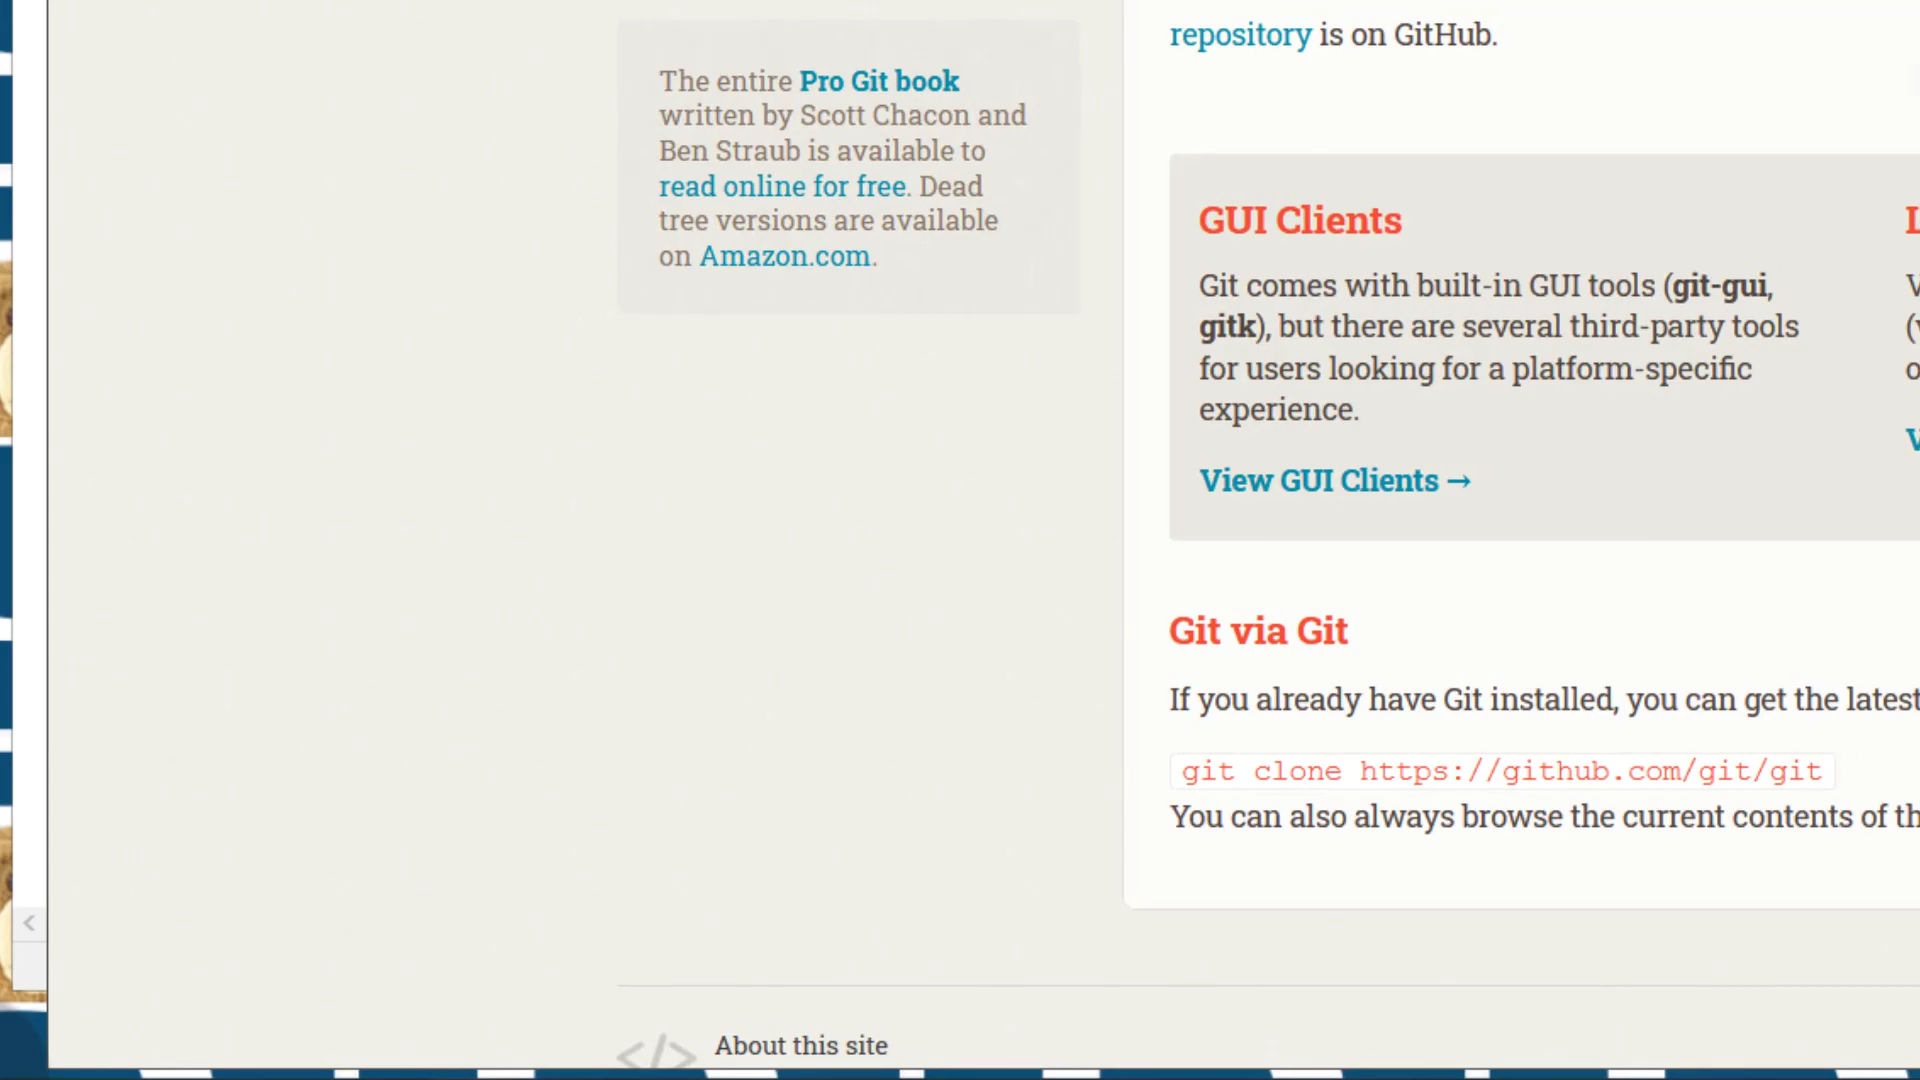 The entire Pro Git book
written by Scott Chacon and
Ben Straub is available to
read online for free. Dead
tree versions are available
on Amazon.com.
repository is on GitHub.
GUI Clients
Git comes with built-in GUI tools (git-gui,
gitk), but there are several third-party tools
for users looking for a platform-specific
experience.
View GUI Clients →
Git via Git
If you already have Git installed, you can get the latest
git clone https://github.com/git/git
You can also always browse the current contents of